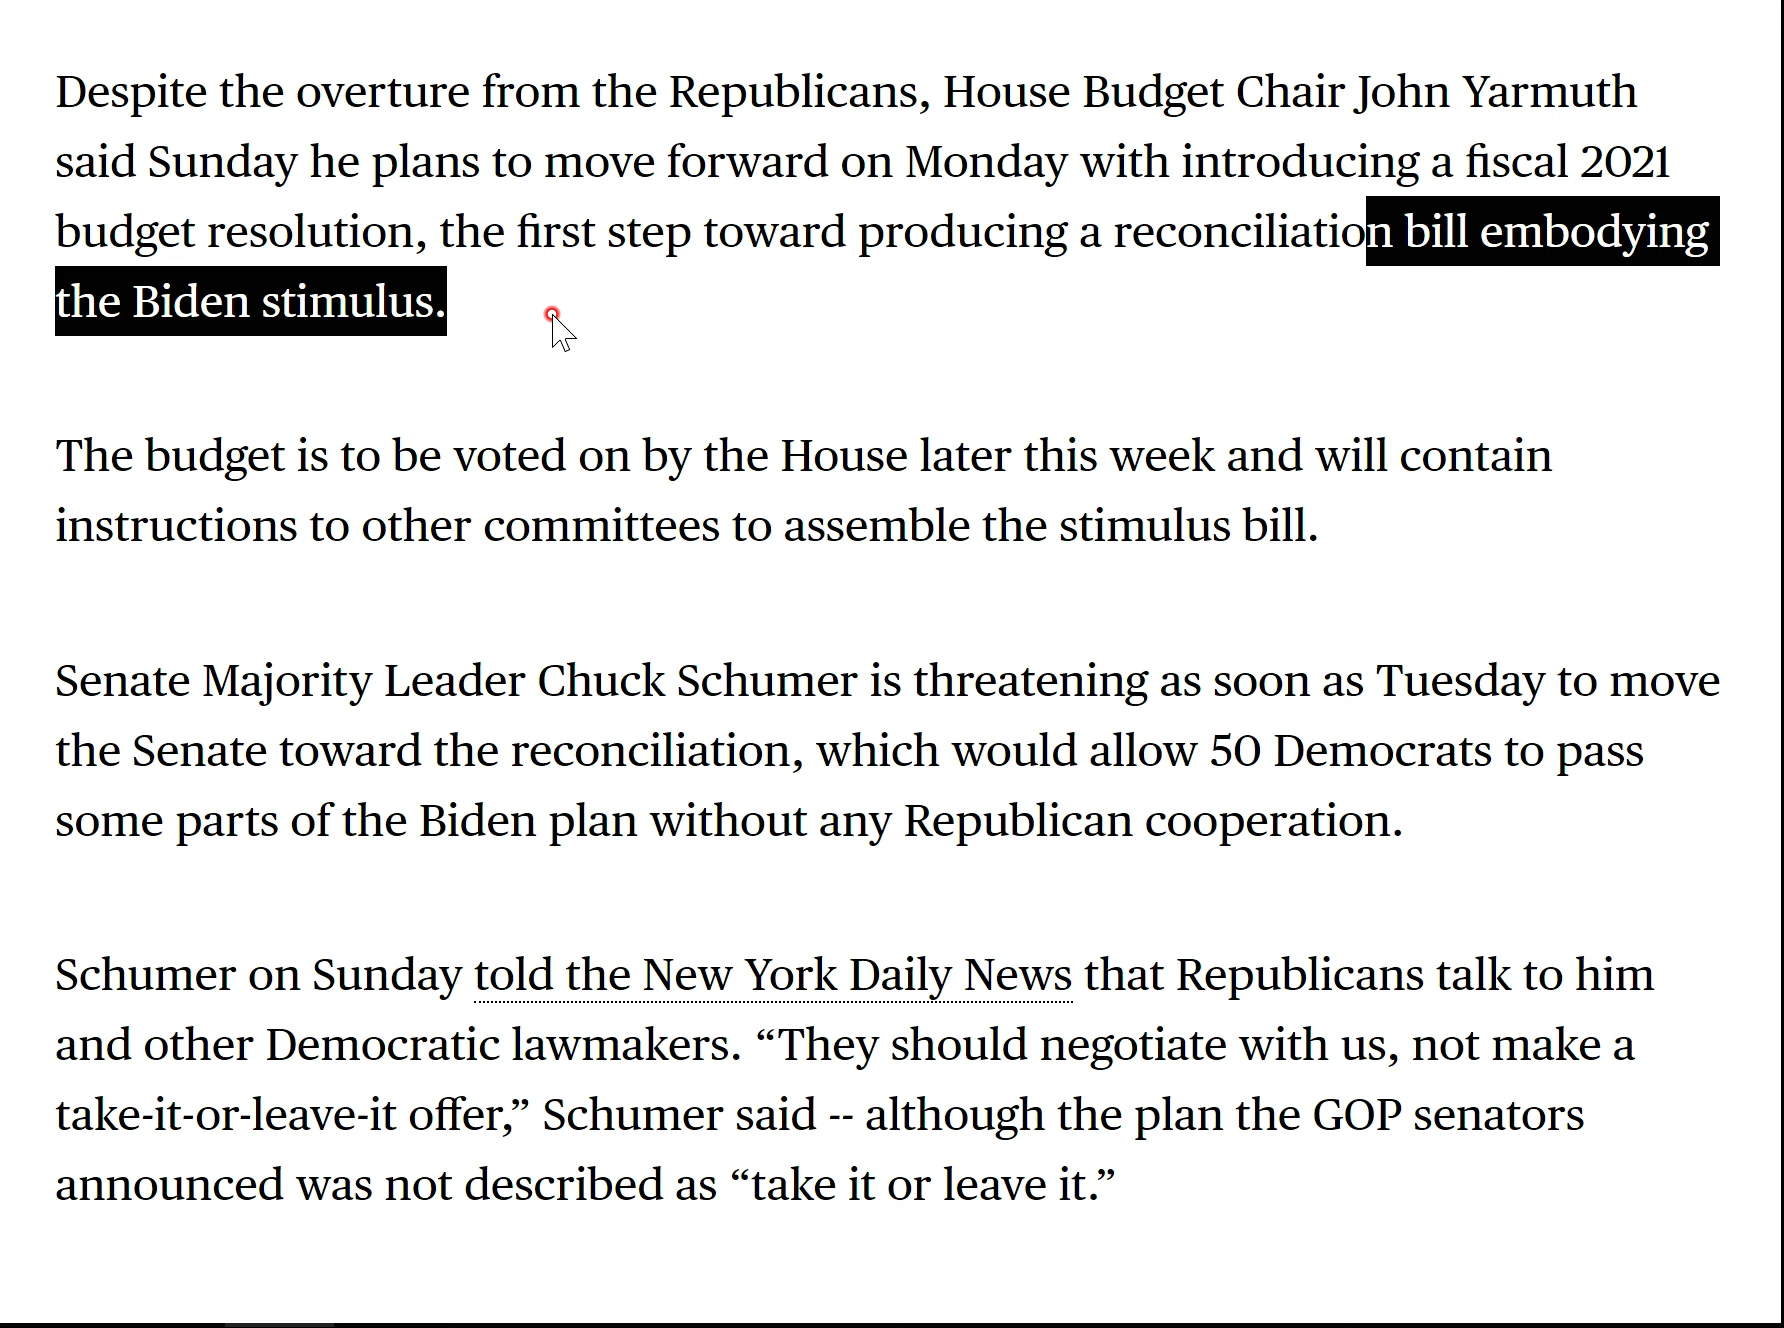 Despite the overture from the Republicans, House Budget Chair John Yarmuth
said Sunday he plans to move forward on Monday with introducing a fiscal 2021
budget resolution, the first step toward producing a reconciliation bill embodying
the Biden stimulus.
The budget is to be voted on by the House later this week and will contain
instructions to other committees to assemble the stimulus bill.
Senate Majority Leader Chuck Schumer is threatening as soon as Tuesday to move
the Senate toward the reconciliation, which would allow 50 Democrats to pass
some parts of the Biden plan without any Republican cooperation.
Schumer on Sunday told the New York Daily News that Republicans talk to him
and other Democratic lawmakers. “They should negotiate with us, not make a
take-it-or-leave-it offer,” Schumer said -- although the plan the GOP senators
announced was not described as “take it or leave it.”